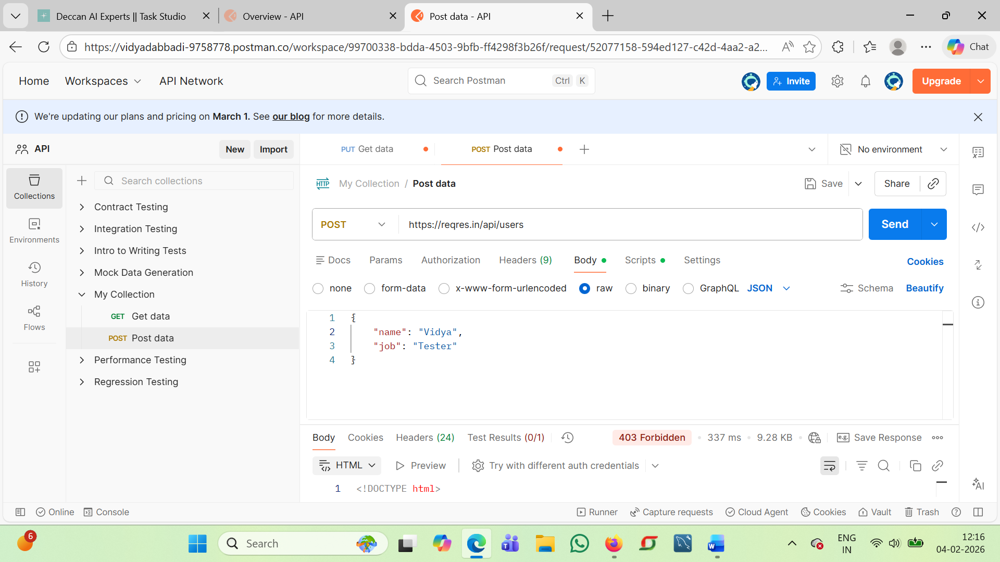 Deccan AI Experts || Task Studio
Overview - API
Post data - API
https://vidyadabbadi-9758778.postman.co/workspace/99700338-bdda-4503-9bfb-ff4298f3b26f/request/52077158-594ed127-c42d-4aa2-a2...
Chat
Home
Workspaces
API Network
Search Postman
Ctrl
K
Invite
Upgrade
We're updating our plans and pricing on March 1. See our blog for more details.
API
New
Import
PUT Get data
POST Post data
No environment
Collections
Environments
History
Flows
Search collections
Contract Testing
Integration Testing
Intro to Writing Tests
Mock Data Generation
My Collection
GET Get data
POST Post data
Performance Testing
Regression Testing
HTTP
My Collection / Post data
Save
Share
POST
https://reqres.in/api/users
Send
Docs
Params
Authorization
Headers (9)
Body
Scripts
Settings
Cookies
none
form-data
x-www-form-urlencoded
raw
binary
GraphQL
JSON
Schema
Beautify
1 {
2 "name": "Vidya",
3 "job": "Tester"
4 }
Body
Cookies
Headers (24)
Test Results (0/1)
403 Forbidden
337 ms
9.28 KB
e.g.
Save Response
HTML
Preview
Try with different auth credentials
1 <!DOCTYPE html>
AI
Online
Console
Runner
Capture requests
Cloud Agent
Cookies
Vault
Trash
6
Search
ENG
IN
12:16
04-02-2026